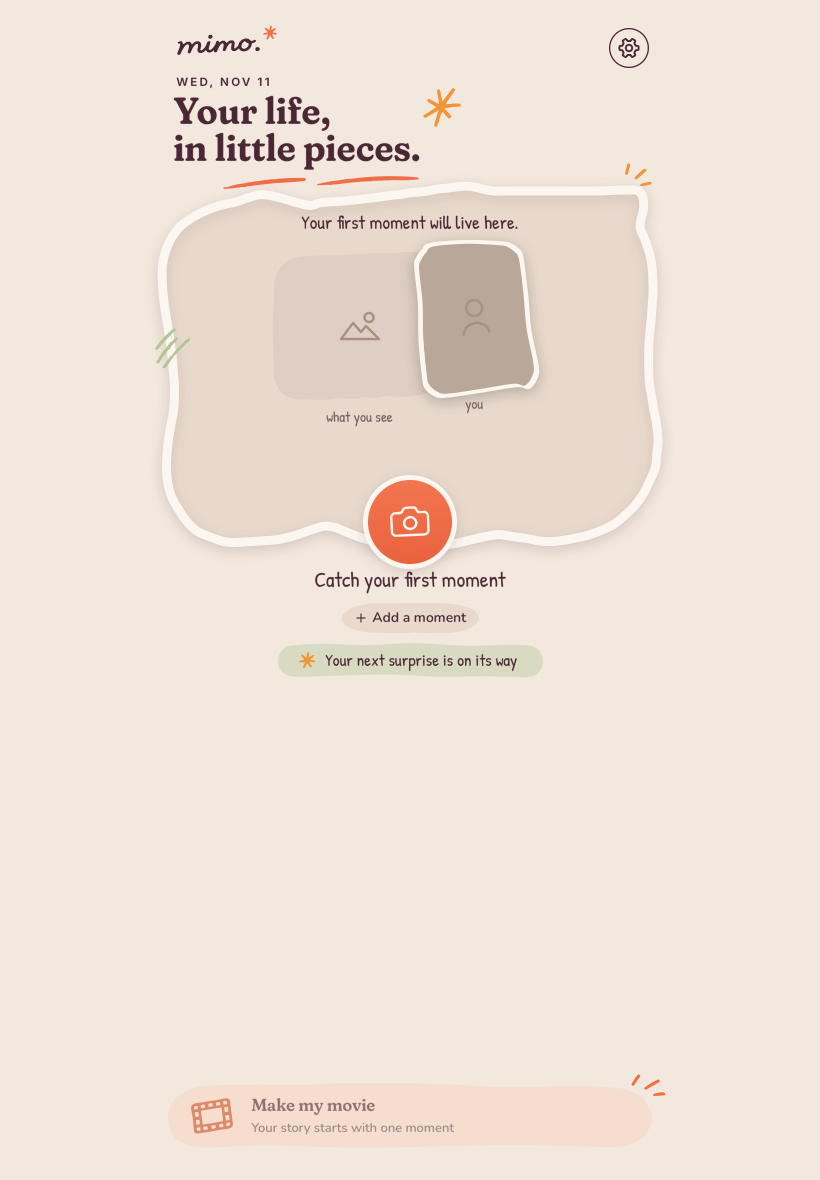 mimo.
WED, NOV 11
Your life,
in little pieces.
Your first moment will live here.
what you see
you
Catch your first moment
+ Add a moment
Your next surprise is on its way
Make my movie
Your story starts with one moment